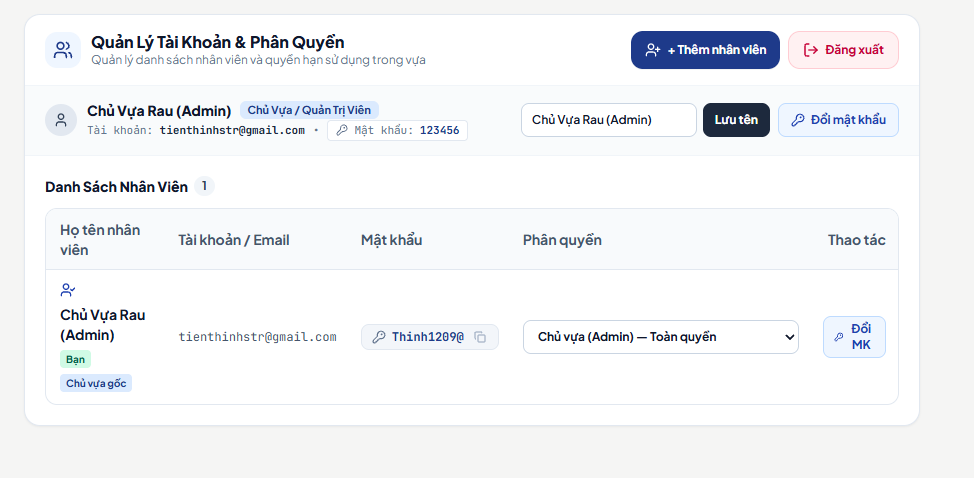 Quản Lý Tài Khoản & Phân Quyền
Quản lý danh sách nhân viên và quyền hạn sử dụng trong vựa
+ Thêm nhân viên
Đăng xuất
Chủ Vựa Rau (Admin)
Chủ Vựa / Quản Trị Viên
Tài khoản: tienthinhstr@gmail.com • Mật khẩu: 123456
Chủ Vựa Rau (Admin)
Lưu tên
Đổi mật khẩu
Danh Sách Nhân Viên 1
Họ tên nhân
viên
Tài khoản / Email
Mật khẩu
Phân quyền
Thao tác
Chủ Vựa Rau
(Admin)
Bạn
Chủ vựa gốc
tienthinhstr@gmail.com
Thinh1209@
Chủ vựa (Admin) — Toàn quyền
Đổi
MK